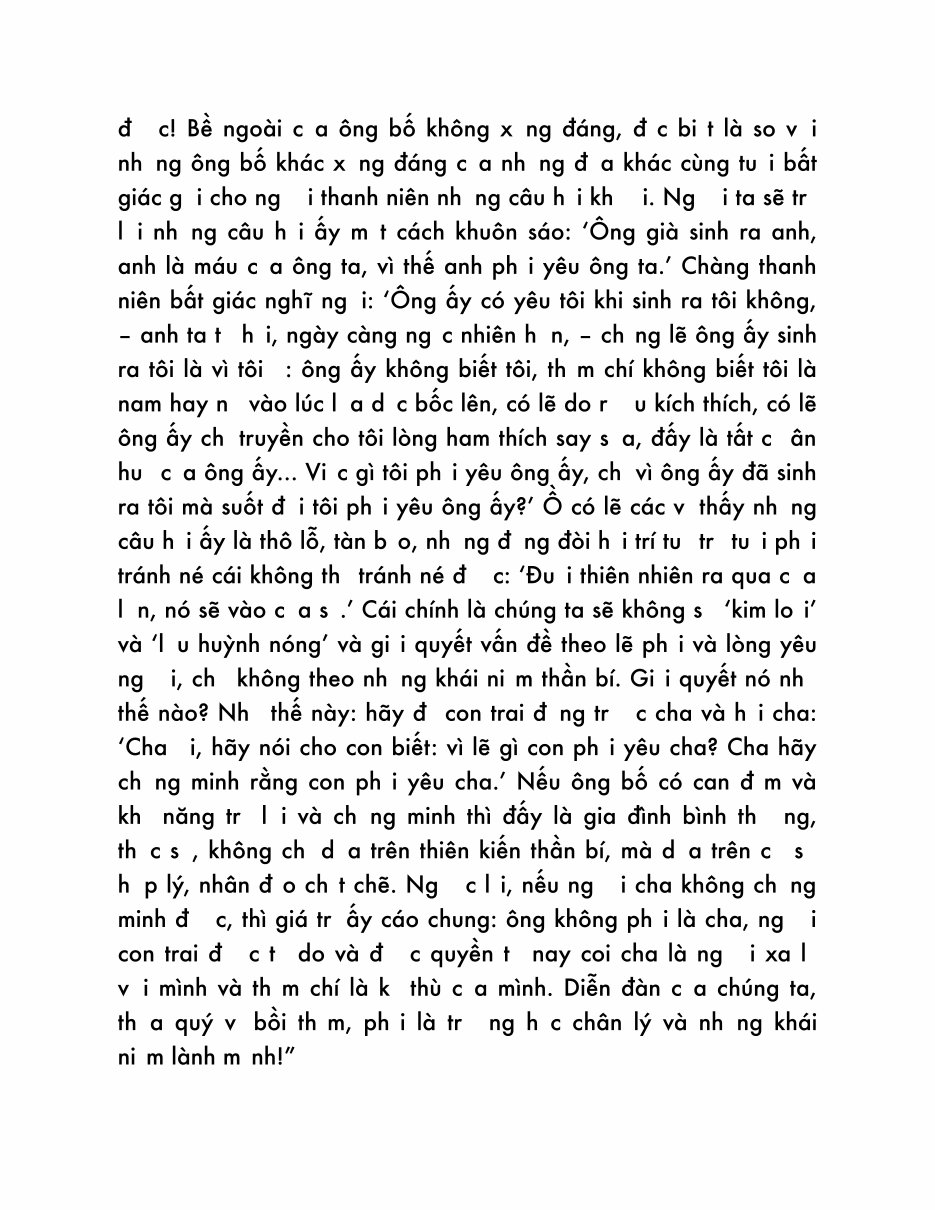 đ c! Bề ngoài c a ông bố không x ng đáng, đ c bi t là so v i
nh ng ông bố khác x ng đáng c a nh ng đ a khác cùng tu i bất
giác g i cho ng i thanh niên nh ng câu h i kh i. Ng i ta sẽ tr
l i nh ng câu h i ấy m t cách khuôn sáo: ‘Ông già sinh ra anh,
anh là máu c a ông ta, vì thế anh ph i yêu ông ta.’ Chàng thanh
niên bất giác nghĩ ng i: ‘Ông ấy có yêu tôi khi sinh ra tôi không,
– anh ta t h i, ngày càng ng c nhiên h n, – ch ng lẽ ông ấy sinh
ra tôi là vì tôi : ông ấy không biết tôi, th m chí không biết tôi là
nam hay n vào lúc l a d c bốc lên, có lẽ do r u kích thích, có lẽ
ông ấy ch truyền cho tôi lòng ham thích say s a, đấy là tất c ân
hu c a ông ấy... Vi c gì tôi ph i yêu ông ấy, ch vì ông ấy đã sinh
ra tôi mà suốt đ i tôi ph i yêu ông ấy?’ Ồ có lẽ các v thấy nh ng
câu h i ấy là thô lỗ, tàn b o, nh ng đ ng đòi h i trí tu tr tu i ph i
tránh né cái không th tránh né đ c: ‘Đu i thiên nhiên ra qua c a
l n, nó sẽ vào c a s .’ Cái chính là chúng ta sẽ không s ‘kim lo i’
và ‘l u huỳnh nóng’ và gi i quyết vấn đề theo lẽ ph i và lòng yêu
ng i, ch không theo nh ng khái ni m thần bí. Gi i quyết nó nh
thế nào? Nh thế này: hãy đ con trai đ ng tr c cha và h i cha:
‘Cha i, hãy nói cho con biết: vì lẽ gì con ph i yêu cha? Cha hãy
ch ng minh rằng con ph i yêu cha.’ Nếu ông bố có can đ m và
kh năng tr l i và ch ng minh thì đấy là gia đình bình th ng,
th c s , không ch d a trên thiên kiến thần bí, mà d a trên c s
h p lý, nhân đ o ch t chẽ. Ng c l i, nếu ng i cha không ch ng
minh đ c, thì giá tr ấy cáo chung: ông không ph i là cha, ng i
con trai đ c t do và đ c quyền t nay coi cha là ng i xa l
v i mình và th m chí là k thù c a mình. Diễn đàn c a chúng ta,
th a quý v bồi th m, ph i là tr ng h c chân lý và nh ng khái
ni m lành m nh!”